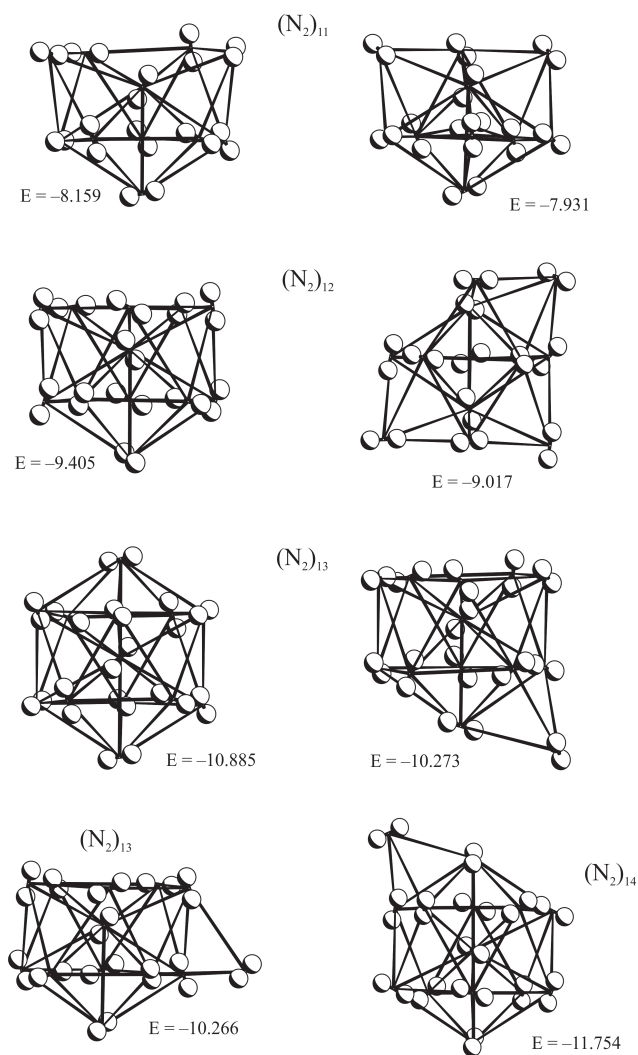 (N₂)₁₁
E = –8.159
E = –7.931
(N₂)₁₂
E = –9.405
E = –9.017
(N₂)₁₃
E = –10.885
E = –10.273
(N₂)₁₃
(N₂)₁₄
E = –10.266
E = –11.754